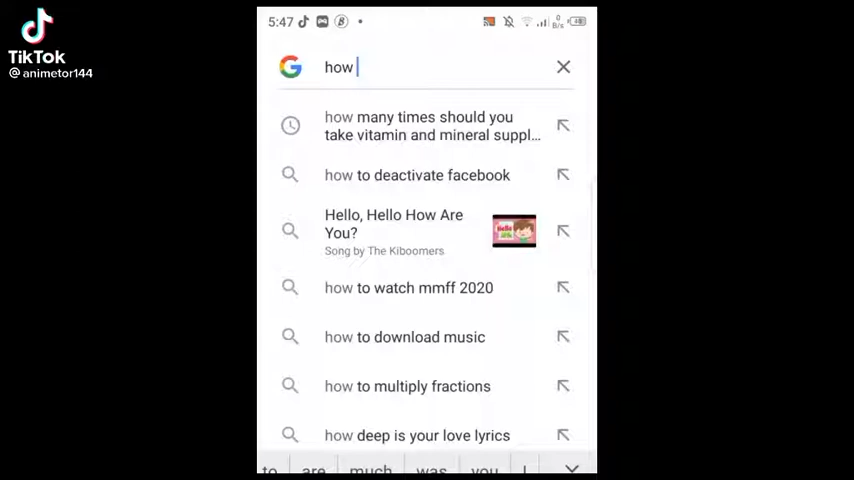 TikTok
@animetor144
5:47
how
how many times should you
take vitamin and mineral suppl...
how to deactivate facebook
Hello, Hello How Are
You?
Song by The Kiboomers
how to watch mmff 2020
how to download music
how to multiply fractions
how deep is your love lyrics
to are much was you I